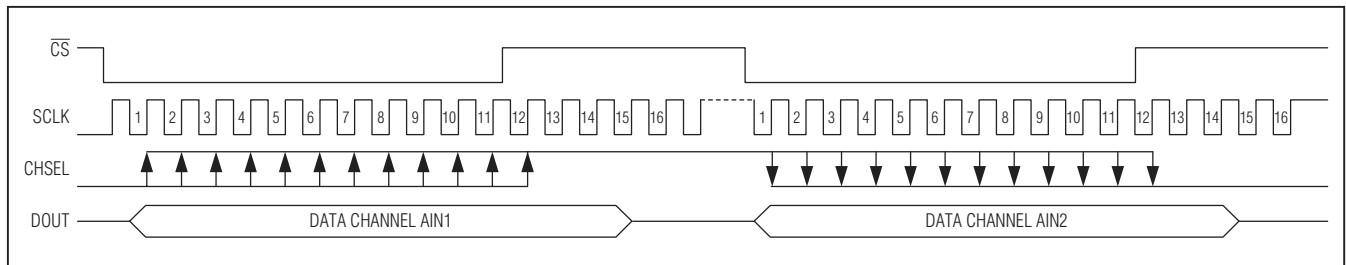 CS
SCLK 1 2 3 4 5 6 7 8 9 10 11 12 13 14 15 16 1 2 3 4 5 6 7 8 9 10 11 12 13 14 15 16
CHSEL
DOUT DATA CHANNEL AIN1 DATA CHANNEL AIN2